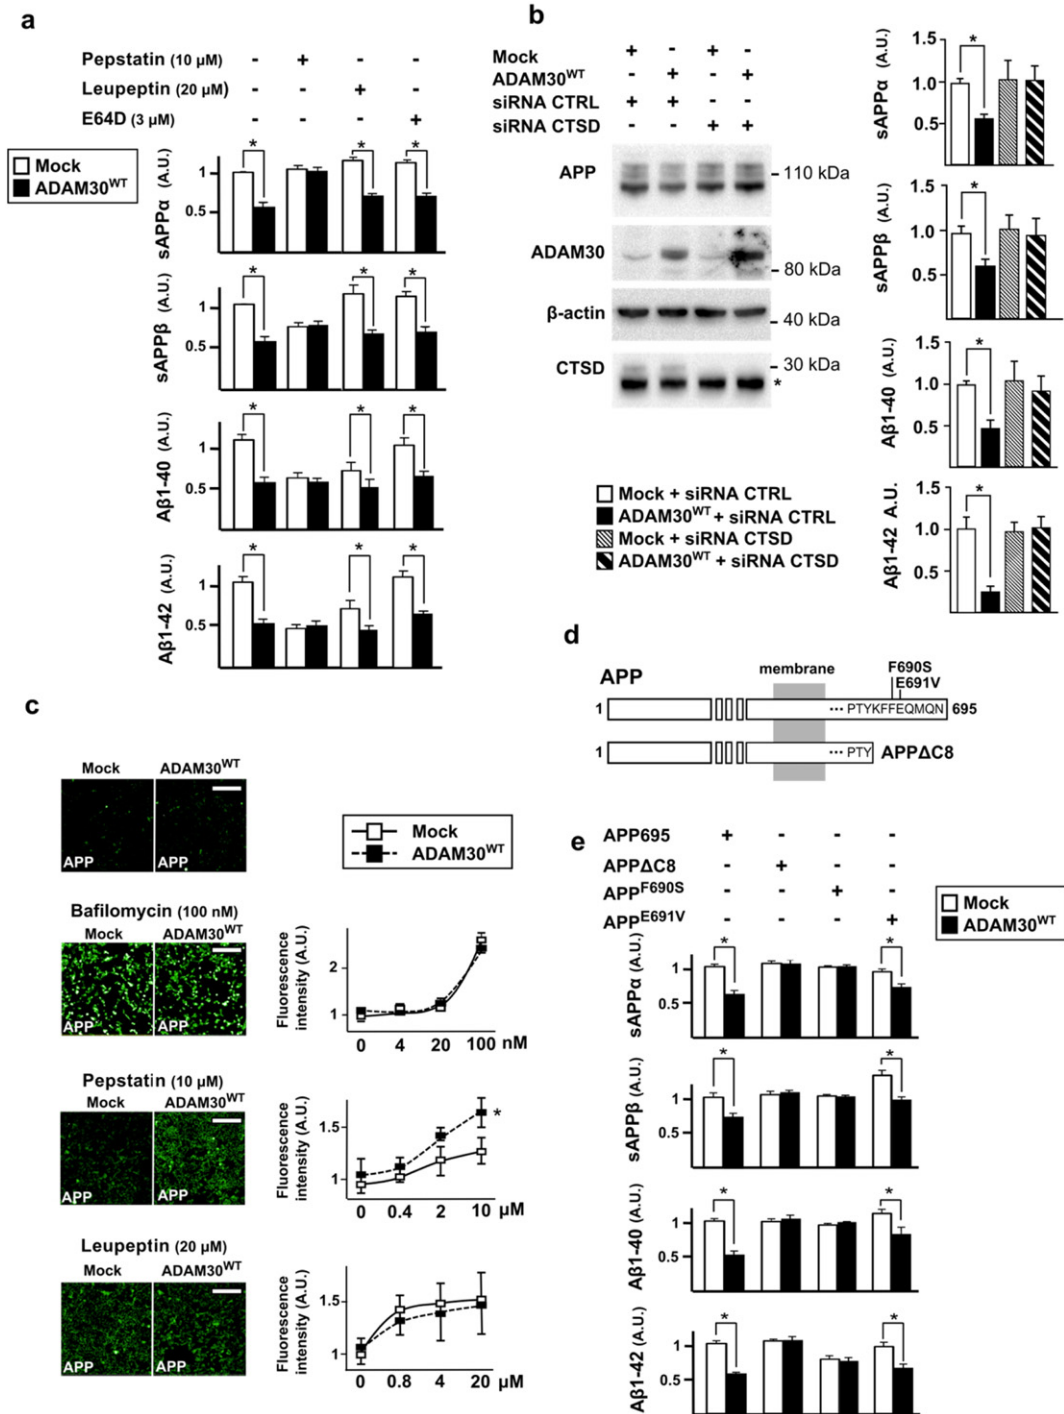 a
Pepstatin (10 µM) - + - -
Leupeptin (20 µM) - - + -
E64D (3 µM) - - - +
Mock
ADAM30WT
sAPPα (A.U.)
1
0.5
* * *
sAPPβ (A.U.)
1
0.5
* * *
Aβ1-40 (A.U.)
1
0.5
* * *
Aβ1-42 (A.U.)
1
0.5
* * *
b
Mock + - + -
ADAM30WT - + - +
siRNA CTRL + + - -
siRNA CTSD - - + +
APP
110 kDa
ADAM30
80 kDa
β-actin
40 kDa
CTSD
30 kDa
*
Mock + siRNA CTRL
ADAM30WT + siRNA CTRL
Mock + siRNA CTSD
ADAM30WT + siRNA CTSD
sAPPα (A.U.)
1.5
1.0
0.5
*
sAPPβ (A.U.)
1.5
1.0
0.5
*
Aβ1-40 (A.U.)
1.5
1.0
0.5
*
Aβ1-42 A.U.
1.5
1.0
0.5
*
c
Mock ADAM30WT
APP APP
Mock
ADAM30WT
Bafilomycin (100 nM)
Mock ADAM30WT
APP APP
Fluorescence
intensity (A.U.)
2
1
0 4 20 100 nM
Pepstatin (10 µM)
Mock ADAM30WT
APP APP
Fluorescence
intensity (A.U.)
1.5
1
*
0 0.4 2 10 µM
Leupeptin (20 µM)
Mock ADAM30WT
APP APP
Fluorescence
intensity (A.U.)
1.5
1
0 0.8 4 20 µM
d
membrane
F690S
E691V
APP
1 ••• PTYKFFEQMQN 695
1 ••• PTY APPΔC8
e
APP695 + - - -
APPΔC8 - + - -
APPF690S - - + -
APPE691V - - - +
Mock
ADAM30WT
sAPPα (A.U.)
1
0.5
* *
sAPPβ (A.U.)
1
0.5
* *
Aβ1-40 (A.U.)
1
0.5
* *
Aβ1-42 (A.U.)
1
0.5
* *